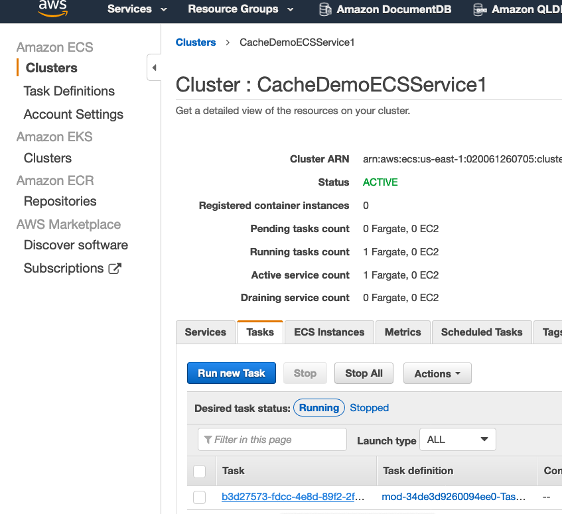 aws
Services
Resource Groups
Amazon DocumentDB
Amazon QLD
Amazon ECS
Clusters
Task Definitions
Account Settings
Amazon EKS
Clusters
Amazon ECR
Repositories
AWS Marketplace
Discover software
Subscriptions
Clusters > CacheDemoECSService1
Cluster : CacheDemoECSService1
Get a detailed view of the resources on your cluster.
Cluster ARN arn:aws:ecs:us-east-1:020061260705:cluste
Status ACTIVE
Registered container instances 0
Pending tasks count 0 Fargate, 0 EC2
Running tasks count 1 Fargate, 0 EC2
Active service count 1 Fargate, 0 EC2
Draining service count 0 Fargate, 0 EC2
Services Tasks ECS Instances Metrics Scheduled Tasks Tags
Run new Task Stop Stop All Actions
Desired task status: Running Stopped
Filter in this page Launch type ALL
Task Task definition Con
b3d27573-fdcc-4e8d-89f2-2f... mod-34de3d9260094ee0-Tas... --